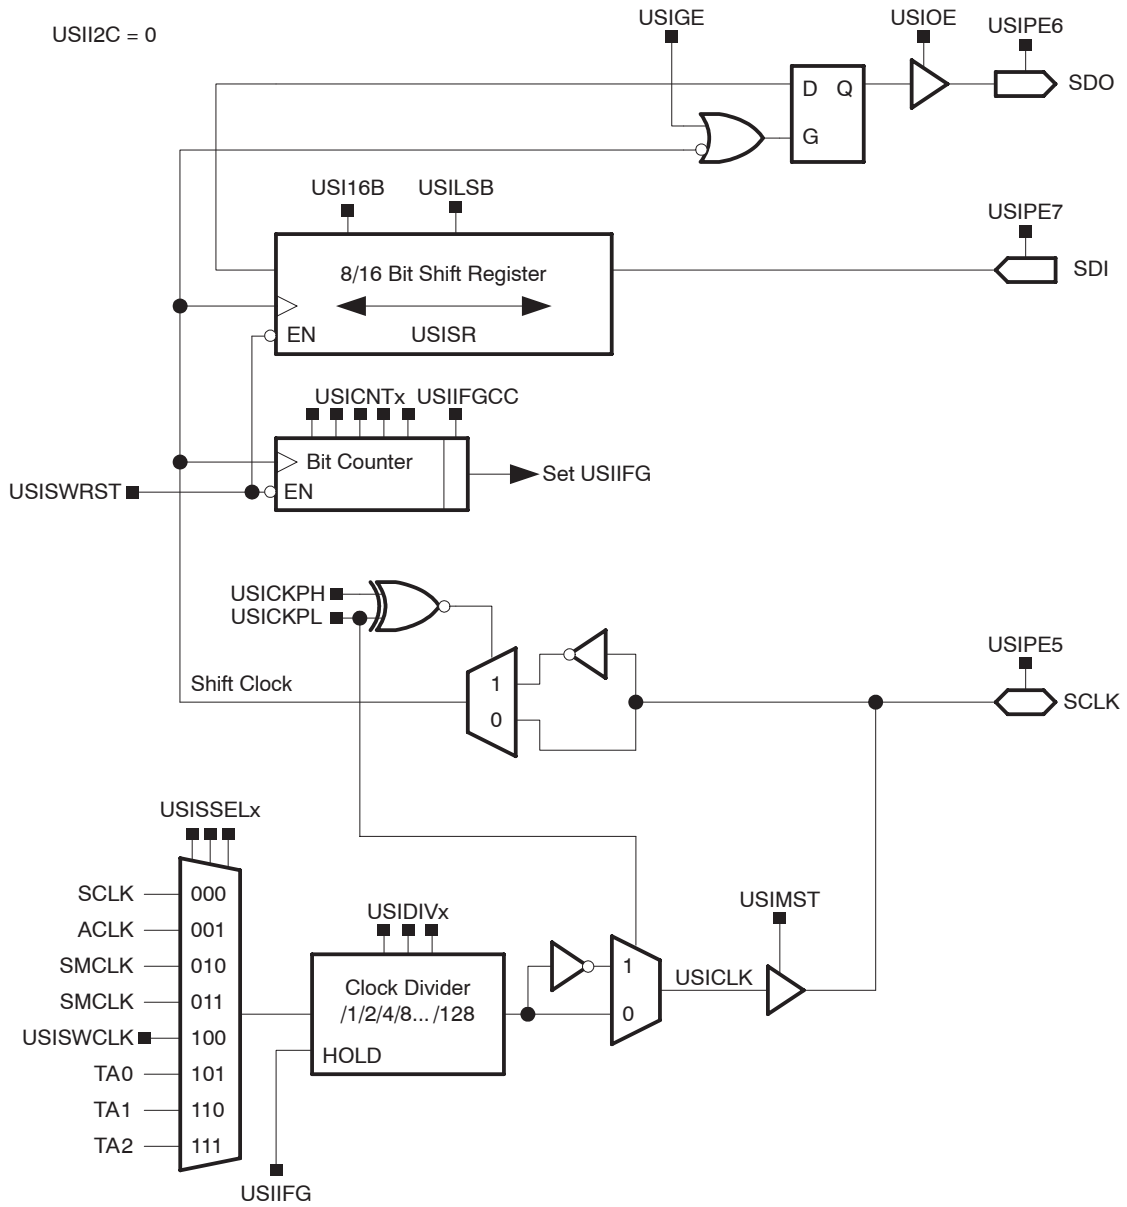 USIGE
USIOE
USIPE6
USII2C = 0
D Q
SDO
G
USI16B
USILSB
USIPE7
8/16 Bit Shift Register
SDI
EN
USISR
USICNTx
USIIFGCC
Bit Counter
Set USIIFG
USISWRST
EN
USICKPH
USICKPL
USIPE5
Shift Clock
1
0
SCLK
USISSELx
SCLK 000
ACLK 001
SMCLK 010
SMCLK 011
USISWCLK 100
TA0 101
TA1 110
TA2 111
USIDIVx
Clock Divider
/1/2/4/8... /128
HOLD
USIIFG
1
0
USICLK
USIMST